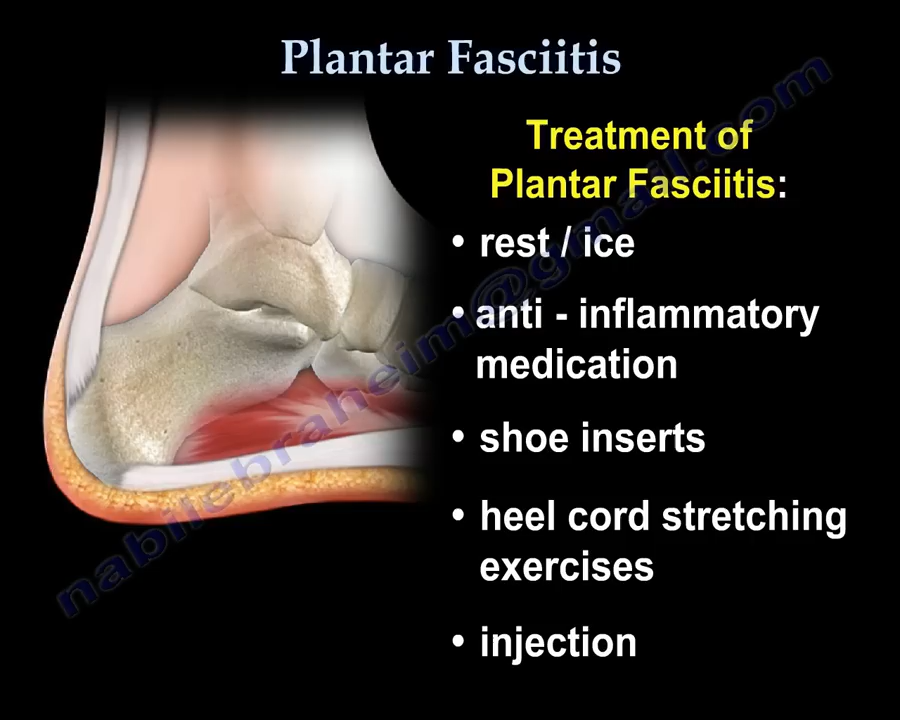 Plantar Fasciitis
Treatment of
Plantar Fasciitis:
• rest / ice
• anti - inflammatory
medication
• shoe inserts
• heel cord stretching
exercises
• injection
nabilebraheim@gmail.com